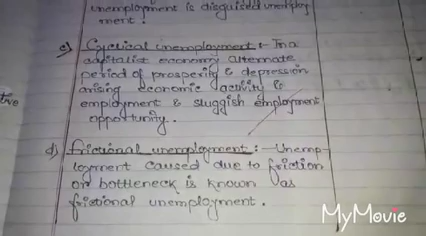 unemployment is disguised unemploy-
ment.
c) Cyclical unemployment :- In a
capitalist economy alternate
period of prosperity & depression
arising economic activity &
employment & sluggish employment
opportunity.
tive
d) Frictional unemployment :- Unemp-
loyment caused due to friction
or bottleneck is known as
frictional unemployment.
MyMovie